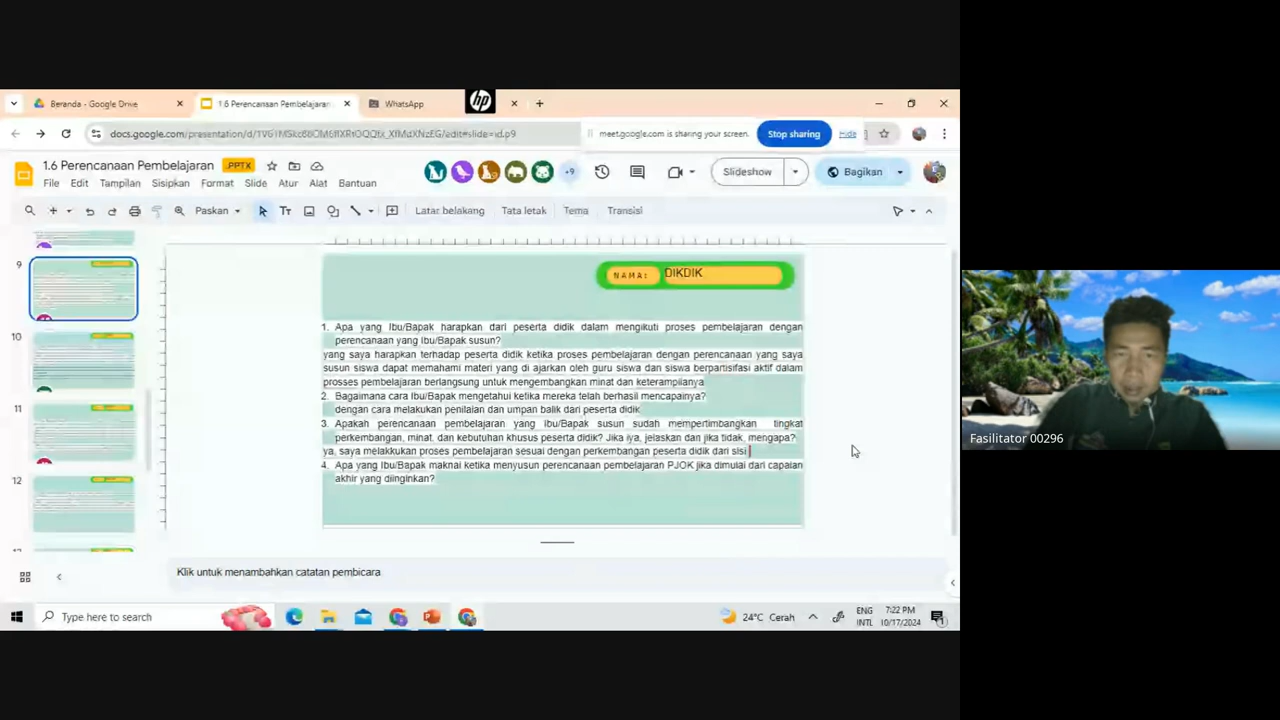 Beranda - Google Drive
1.6 Perencanaan Pembelajaran
WhatsApp
hp
meet.google.com is sharing your screen.
Stop sharing
Hide
1.6 Perencanaan Pembelajaran
.PPTX
+9
Slideshow
Bagikan
File Edit Tampilan Sisipkan Format Slide Atur Alat Bantuan
Paskan
Latar belakang
Tata letak
Tema
Transisi
9
10
11
12
NAMA:
DIKDIK
1. Apa yang Ibu/Bapak harapkan dari peserta didik dalam mengikuti proses pembelajaran dengan
perencanaan yang Ibu/Bapak susun?
yang saya harapkan terhadap peserta didik ketika proses pembelajaran dengan perencanaan yang saya
susun siswa dapat memahami materi yang di ajarkan oleh guru siswa dan siswa berpartisifasi aktif dalam
prosses pembelajaran berlangsung untuk mengembangkan minat dan keterampilanya
2. Bagaimana cara Ibu/Bapak mengetahui ketika mereka telah berhasil mencapainya?
dengan cara melakukan penilaian dan umpan balik dari peserta didik
3. Apakah perencanaan pembelajaran yang Ibu/Bapak susun sudah mempertimbangkan tingkat
perkembangan, minat, dan kebutuhan khusus peserta didik? Jika iya, jelaskan dan jika tidak, mengapa?
ya, saya melakkukan proses pembelajaran sesuai dengan perkembangan peserta didik dari sisi
4. Apa yang Ibu/Bapak maknai ketika menyusun perencanaan pembelajaran PJOK jika dimulai dari capaian
akhir yang diinginkan?
Klik untuk menambahkan catatan pembicara
Type here to search
24°C Cerah
ENG
INTL
7:22 PM
10/17/2024
Fasilitator 00296